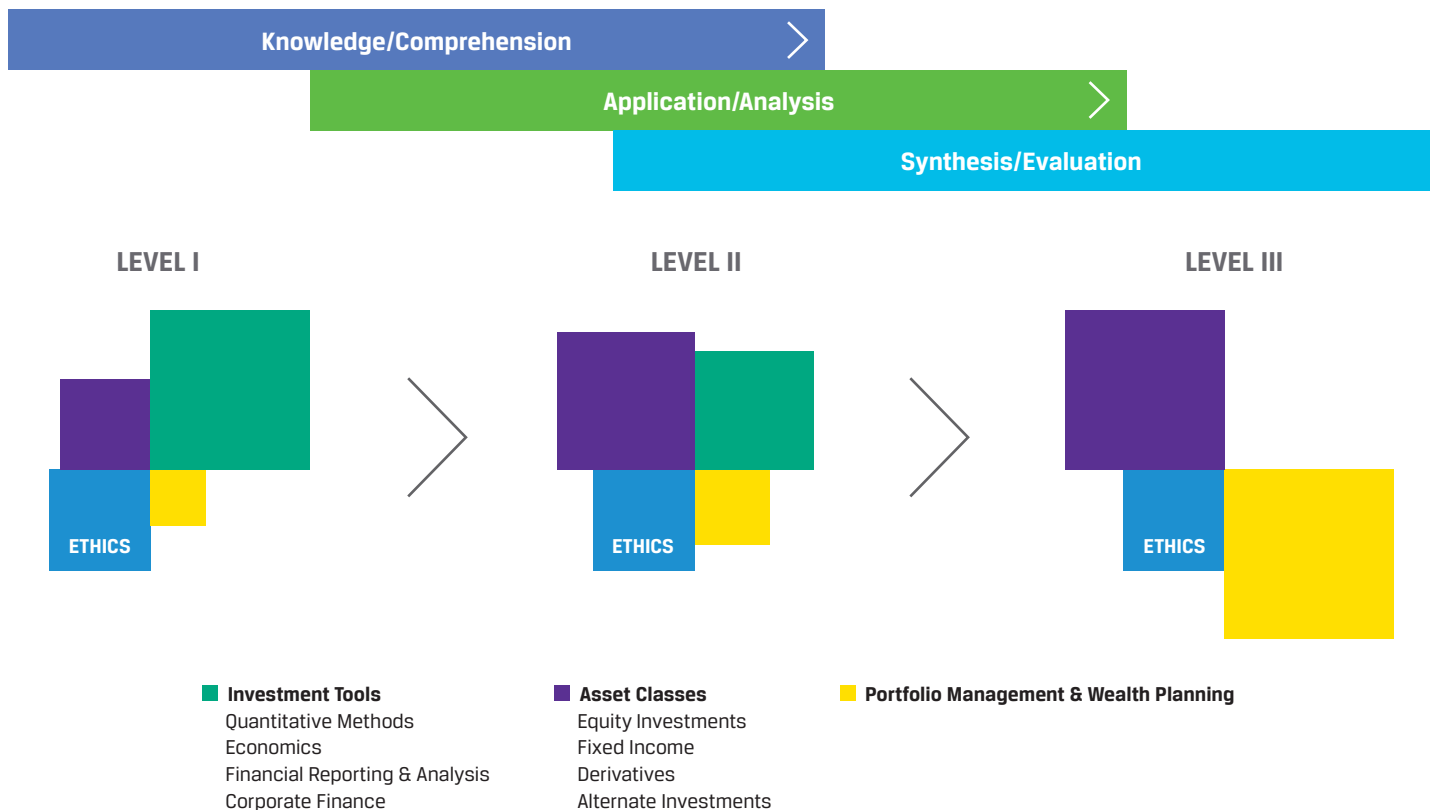 Knowledge/Comprehension
Application/Analysis
Synthesis/Evaluation
LEVEL I
LEVEL II
LEVEL III
ETHICS
ETHICS
ETHICS
Investment Tools
Quantitative Methods
Economics
Financial Reporting & Analysis
Corporate Finance
Asset Classes
Equity Investments
Fixed Income
Derivatives
Alternate Investments
Portfolio Management & Wealth Planning